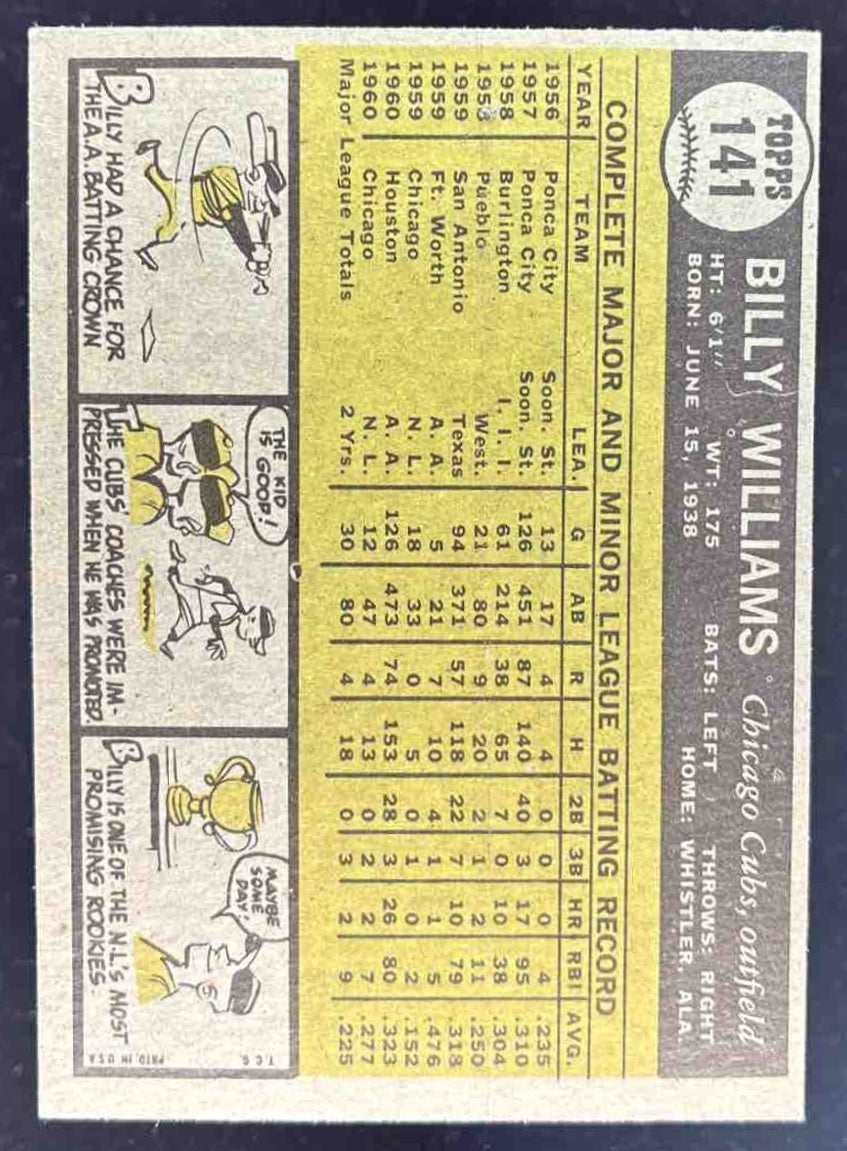 TOPPS
141
BILLY WILLIAMS Chicago Cubs, outfield
HT: 6'1" WT: 175 BATS: LEFT THROWS: RIGHT
BORN: JUNE 15, 1938 HOME: WHISTLER, ALA.
COMPLETE MAJOR AND MINOR LEAGUE BATTING RECORD
YEAR TEAM LEA. G AB R H 2B 3B HR RBI AVG.
1956 Ponca City Soon. St. 13 17 4 4 0 0 0 4 .235
1957 Ponca City Soon. St. 126 451 87 140 40 3 17 95 .310
1958 Burlington I. I. I. 61 214 38 65 7 0 10 38 .304
1958 Pueblo West. 21 80 9 20 2 1 2 11 .250
1959 San Antonio Texas 94 371 57 118 22 7 10 79 .318
1959 Ft. Worth A. A. 5 21 7 10 4 1 1 5 .476
1959 Chicago N. L. 18 33 0 5 0 1 0 2 .152
1960 Houston A. A. 126 473 74 153 28 3 26 80 .323
1960 Chicago N. L. 12 47 4 13 0 2 2 7 .277
Major League Totals 2 Yrs. 30 80 4 18 0 3 2 9 .225
BILLY HAD A CHANCE FOR
THE A.A. BATTING CROWN
THE KID
IS GOOD!
THE CUBS' COACHES WERE IM-
PRESSED WHEN HE WAS PROMOTED.
MAYBE
SOME
DAY!
BILLY IS ONE OF THE N.L.'S MOST
PROMISING ROOKIES.
T.C.G.
PRTD. IN U.S.A.